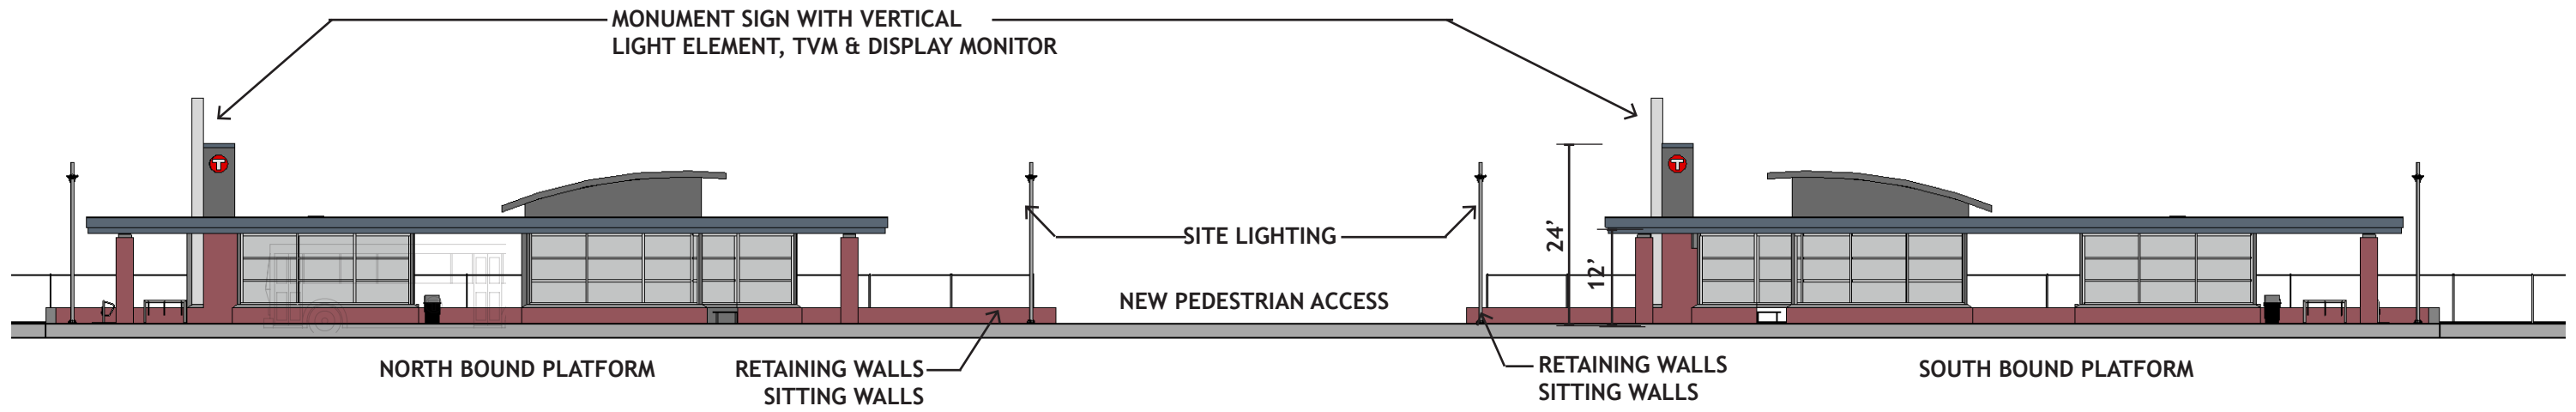 MONUMENT SIGN WITH VERTICAL
LIGHT ELEMENT, TVM & DISPLAY MONITOR
T
T
24’
12’
SITE LIGHTING
NEW PEDESTRIAN ACCESS
NORTH BOUND PLATFORM
RETAINING WALLS
SITTING WALLS
RETAINING WALLS
SITTING WALLS
SOUTH BOUND PLATFORM